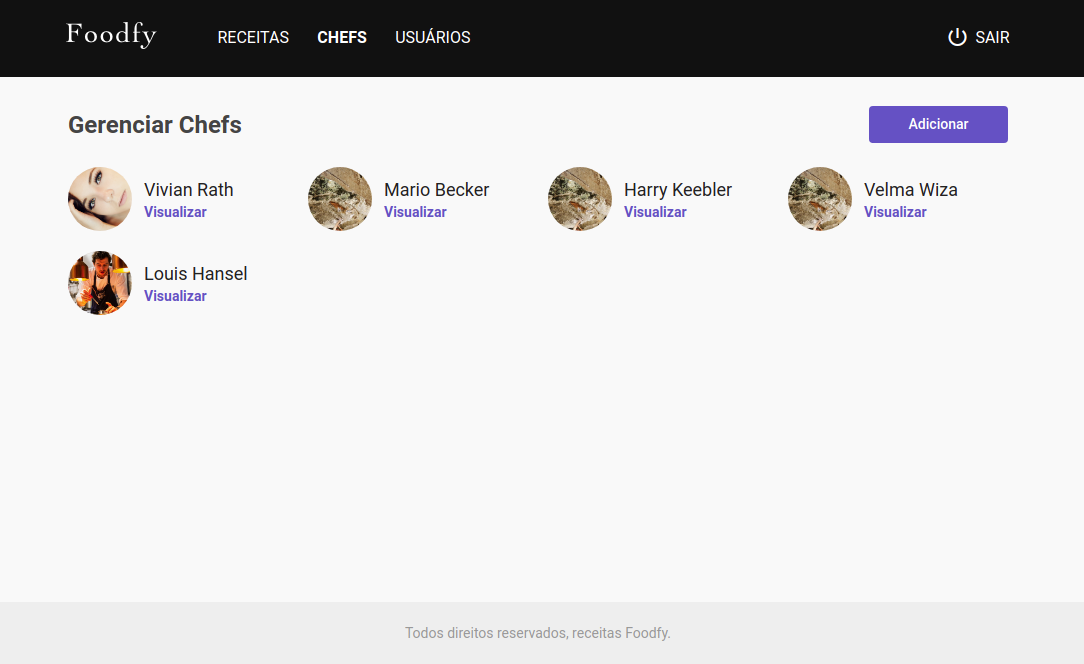 Foodfy RECEITAS CHEFS USUÁRIOS SAIR
Gerenciar Chefs Adicionar
Vivian Rath
Visualizar
Mario Becker
Visualizar
Harry Keebler
Visualizar
Velma Wiza
Visualizar
Louis Hansel
Visualizar
Todos direitos reservados, receitas Foodfy.